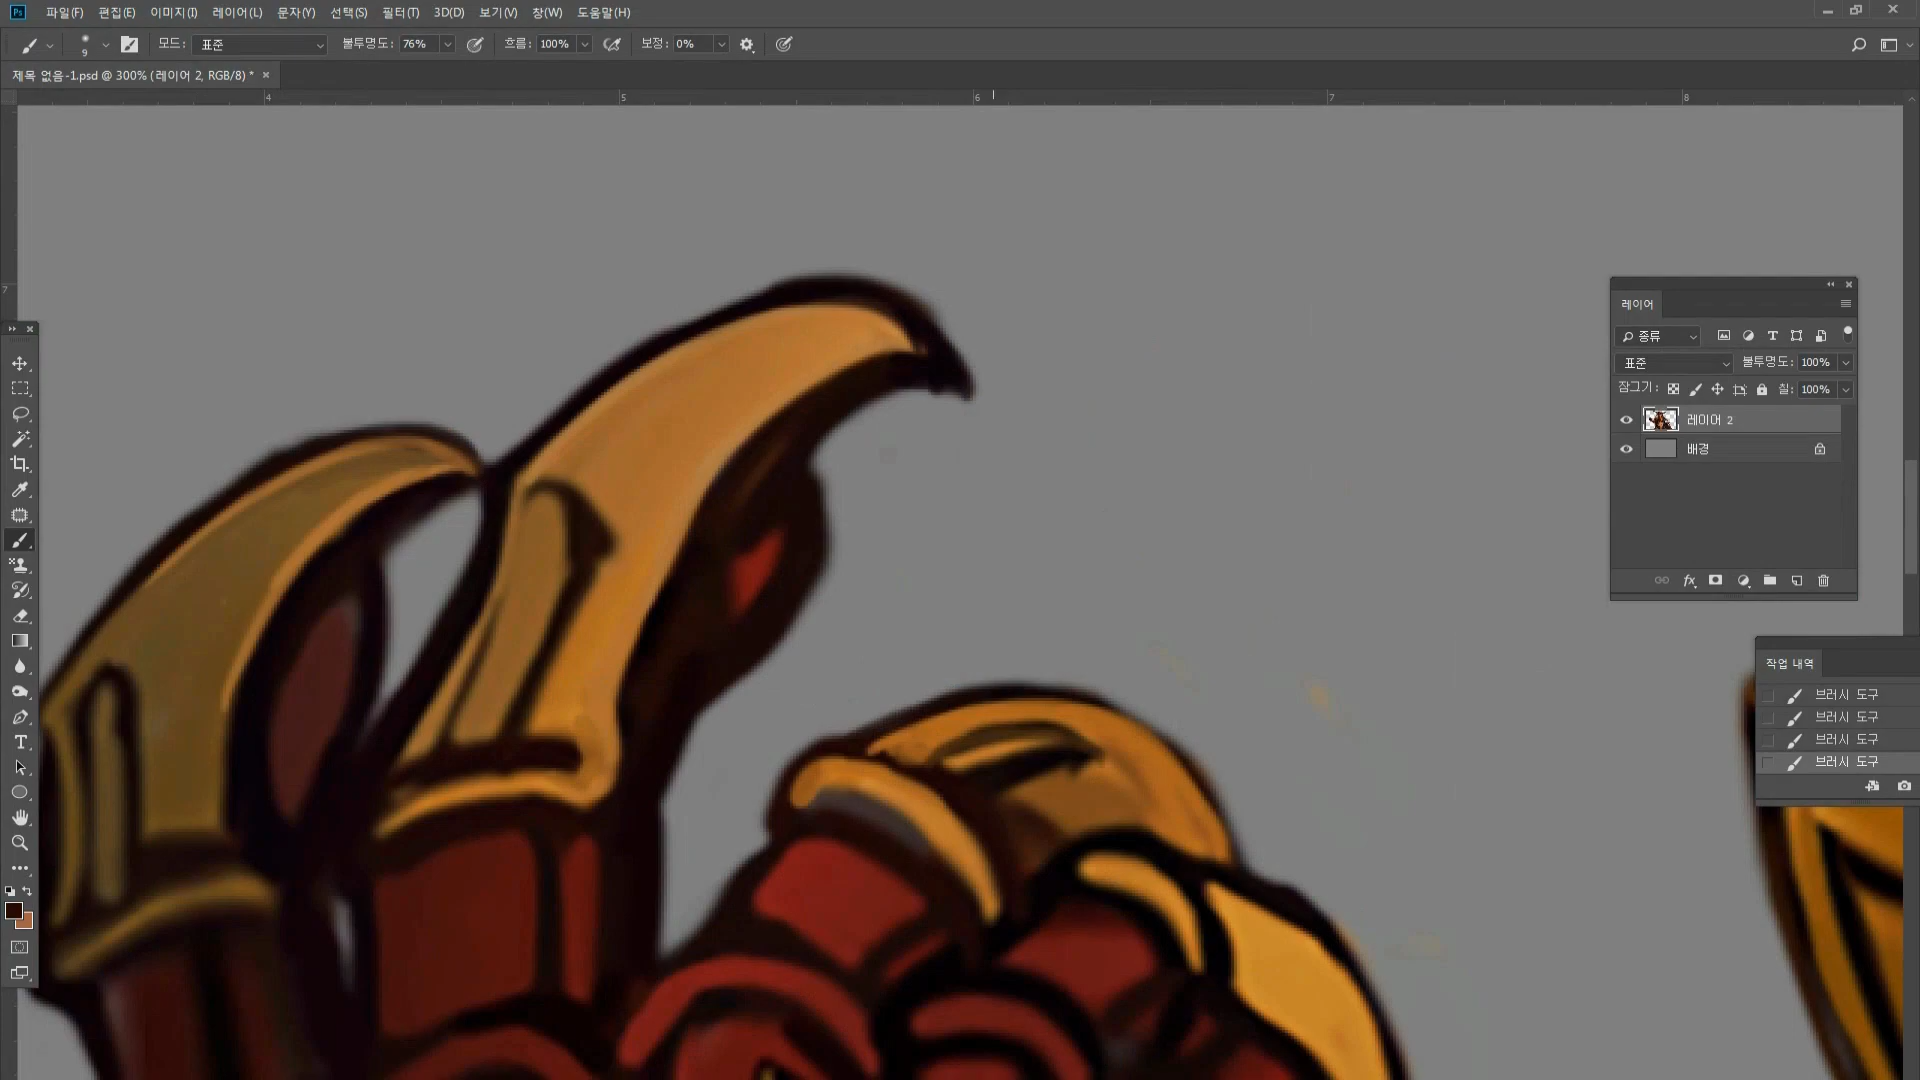 Ps 파일(F) 편집(E) 이미지(I) 레이어(L) 문자(Y) 선택(S) 필터(T) 3D(D) 보기(V) 창(W) 도움말(H)
9 모드: 표준 불투명도: 76% 흐름: 100% 보정: 0%
제목 없음-1.psd @ 300% (레이어 2, RGB/8) *
4 5 6 7 8
7
레이어
종류
표준 불투명도: 100%
잠그기: 칠: 100%
레이어 2
배경
fx
작업 내역
브러시 도구
브러시 도구
브러시 도구
브러시 도구